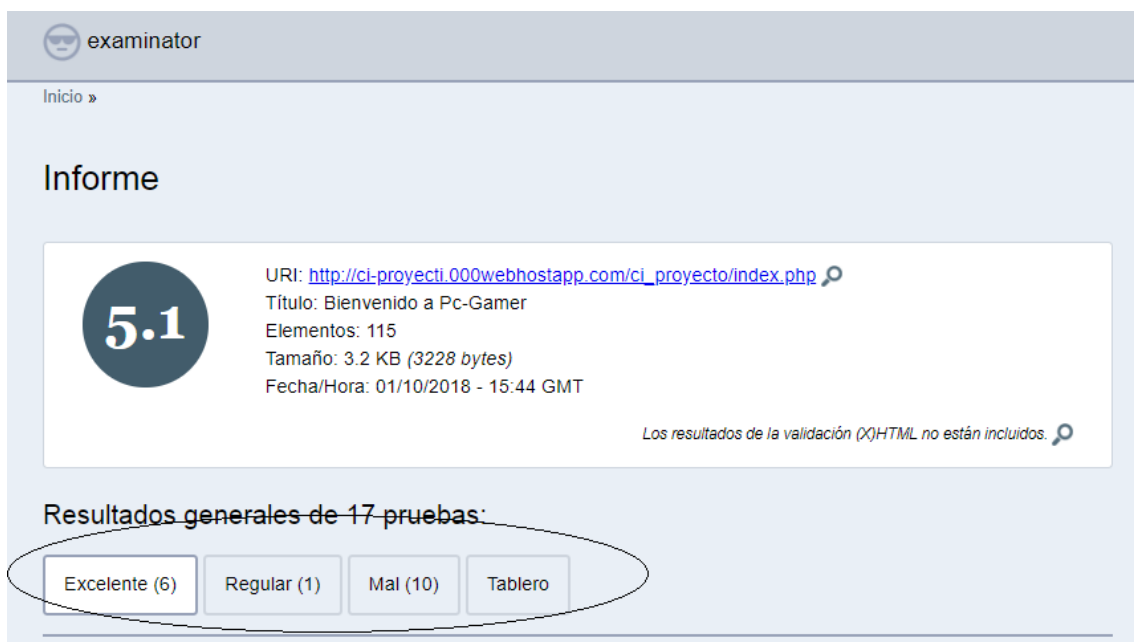 examinator
Inicio »
Informe
5.1
URI: http://ci-proyecti.000webhostapp.com/ci_proyecto/index.php
Título: Bienvenido a Pc-Gamer
Elementos: 115
Tamaño: 3.2 KB (3228 bytes)
Fecha/Hora: 01/10/2018 - 15:44 GMT
Los resultados de la validación (X)HTML no están incluidos.
Resultados generales de 17 pruebas:
Excelente (6) Regular (1) Mal (10) Tablero